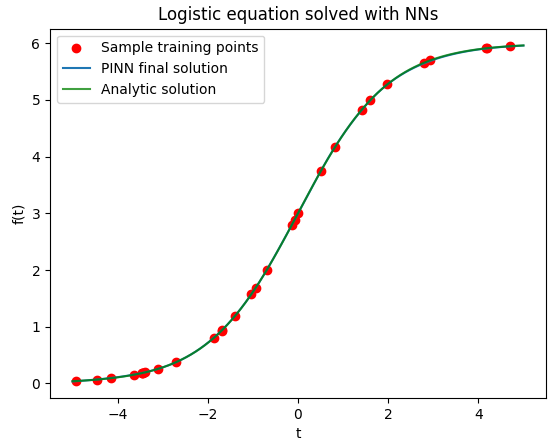 Logistic equation solved with NNs
Sample training points
PINN final solution
Analytic solution
f(t)
6
5
4
3
2
1
0
−4 −2 0 2 4
t